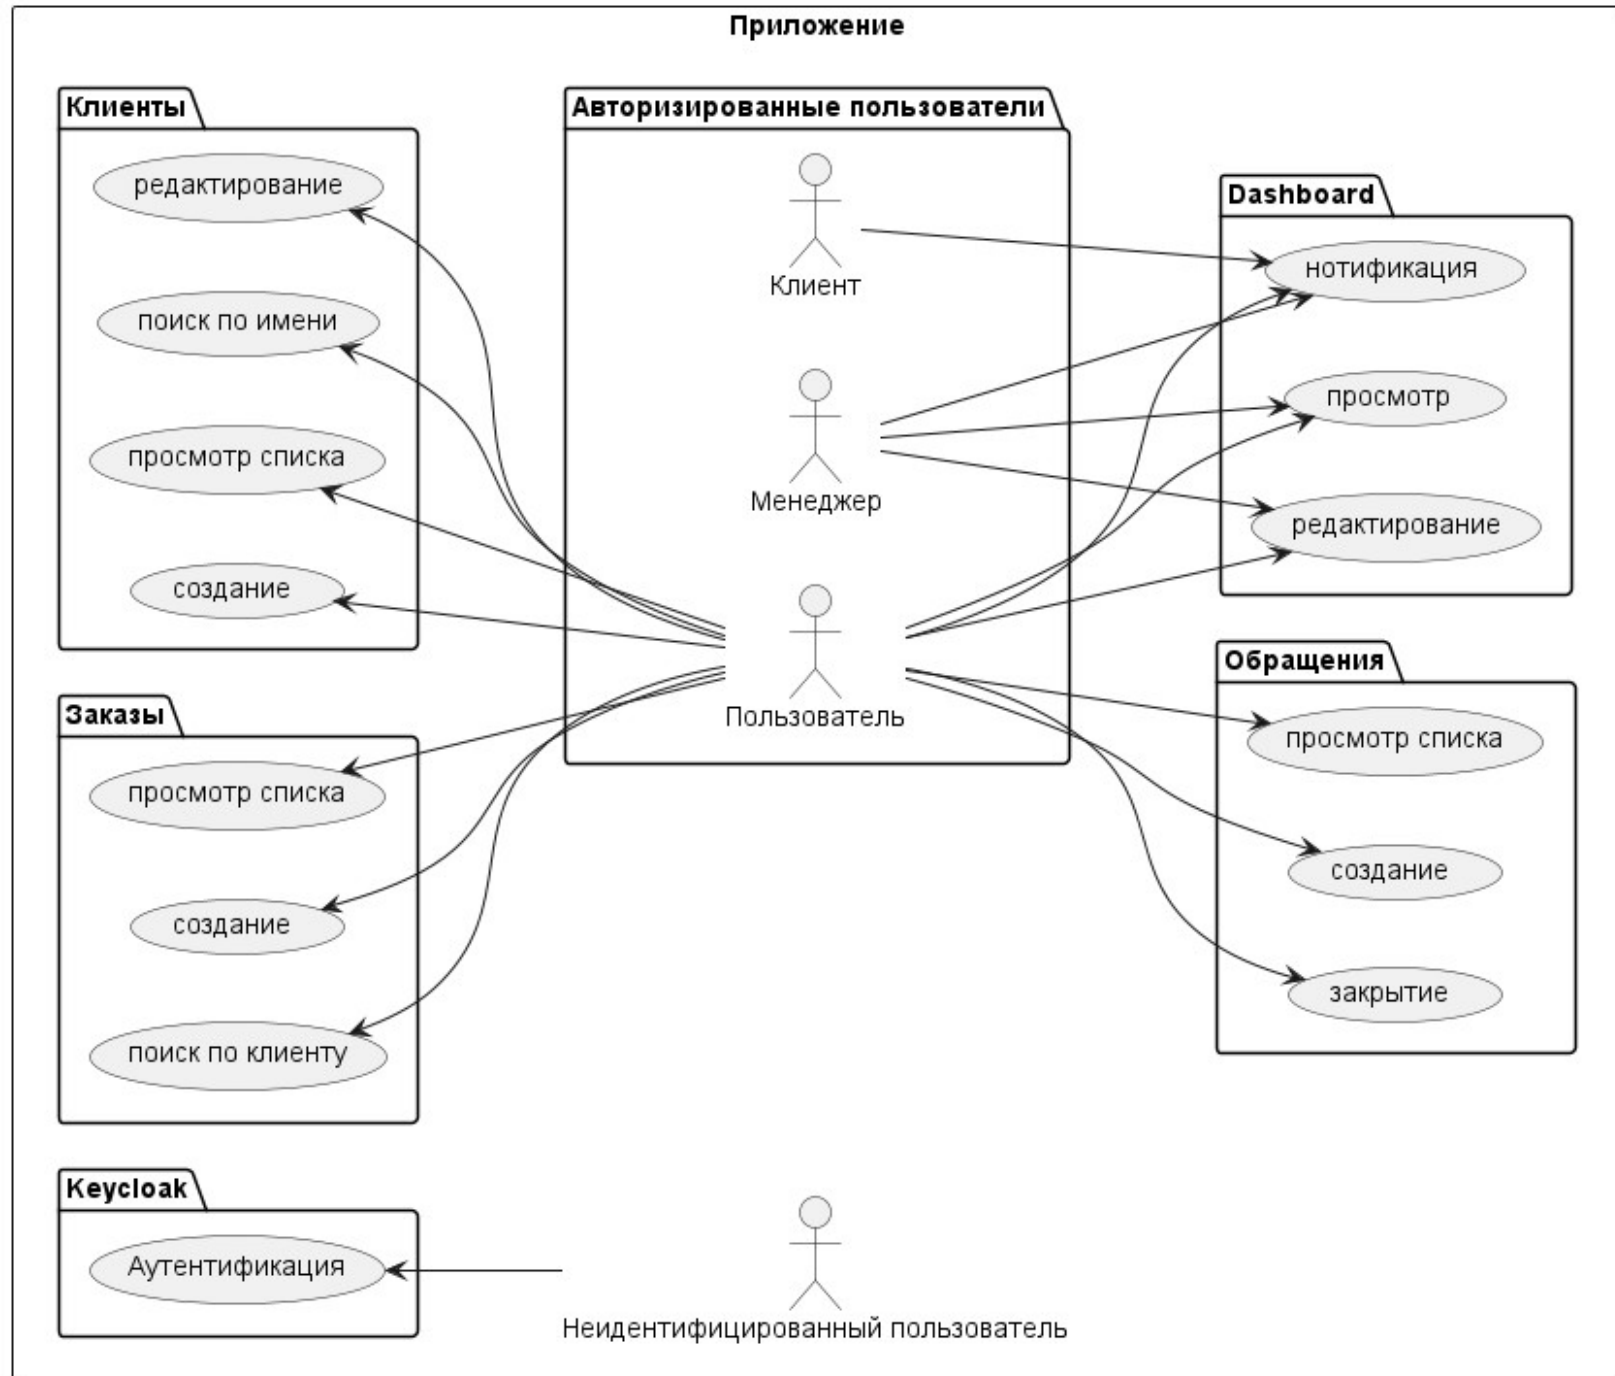 Приложение
Клиенты
редактирование
поиск по имени
просмотр списка
создание
Заказы
просмотр списка
создание
поиск по клиенту
Keycloak
Аутентификация
Авторизированные пользователи
Клиент
Менеджер
Пользователь
Неидентифицированный пользователь
Dashboard
нотификация
просмотр
редактирование
Обращения
просмотр списка
создание
закрытие